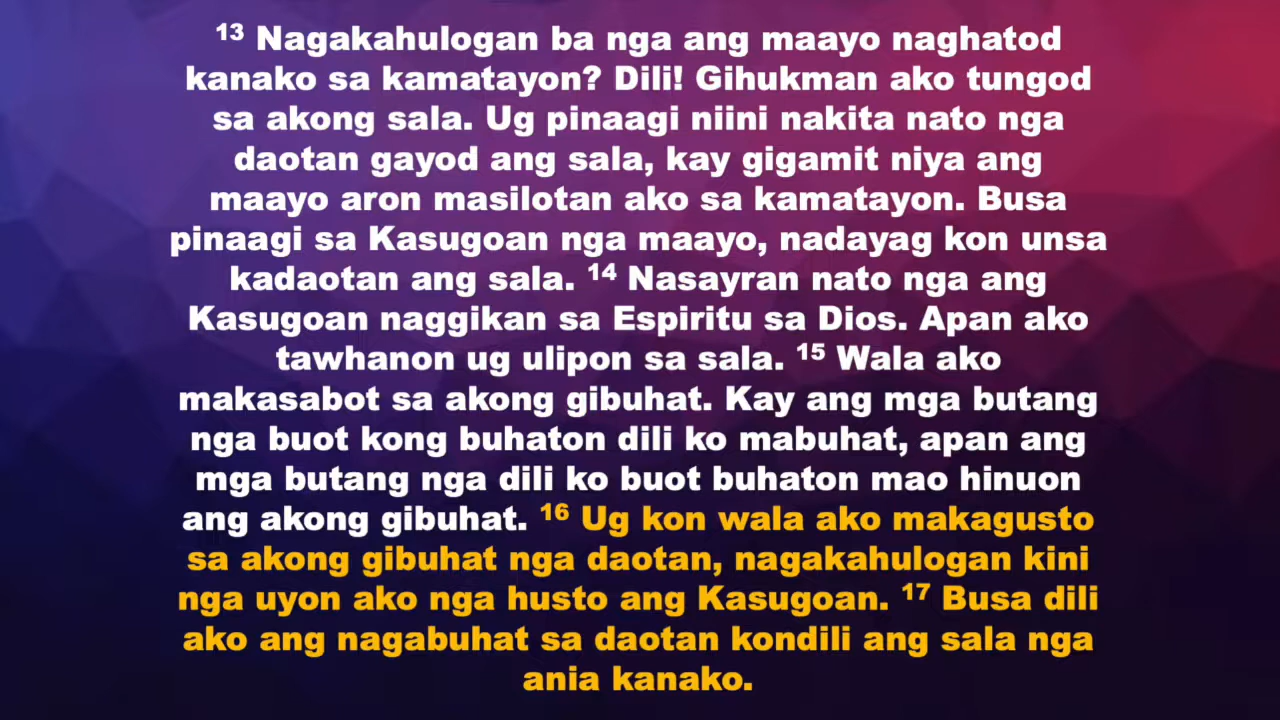 13 Nagakahulogan ba nga ang maayo naghatod
kanako sa kamatayon? Dili! Gihukman ako tungod
sa akong sala. Ug pinaagi niini nakita nato nga
daotan gayod ang sala, kay gigamit niya ang
maayo aron masilotan ako sa kamatayon. Busa
pinaagi sa Kasugoan nga maayo, nadayag kon unsa
kadaotan ang sala. 14 Nasayran nato nga ang
Kasugoan naggikan sa Espiritu sa Dios. Apan ako
tawhanon ug ulipon sa sala. 15 Wala ako
makasabot sa akong gibuhat. Kay ang mga butang
nga buot kong buhaton dili ko mabuhat, apan ang
mga butang nga dili ko buot buhaton mao hinuon
ang akong gibuhat. 16 Ug kon wala ako makagusto
sa akong gibuhat nga daotan, nagakahulogan kini
nga uyon ako nga husto ang Kasugoan. 17 Busa dili
ako ang nagabuhat sa daotan kondili ang sala nga
ania kanako.